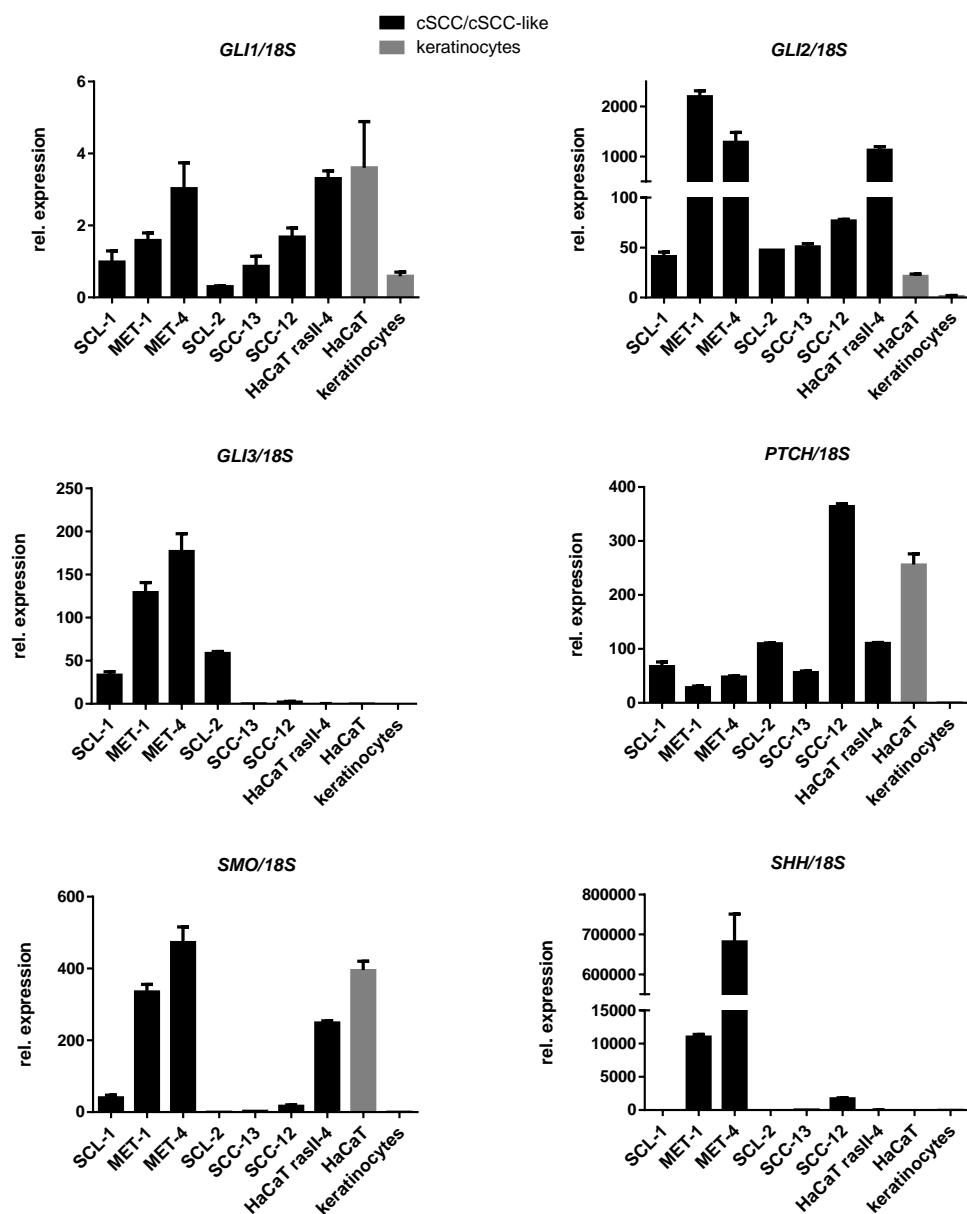 cSCC/cSCC-like
keratinocytes
GLI1/18S
rel. expression
6
4
2
0
SCL-1
MET-1
MET-4
SCL-2
SCC-13
SCC-12
HaCaT rasII-4
HaCaT
keratinocytes
GLI2/18S
rel. expression
2000
1000
100
50
0
SCL-1
MET-1
MET-4
SCL-2
SCC-13
SCC-12
HaCaT rasII-4
HaCaT
keratinocytes
GLI3/18S
rel. expression
250
200
150
100
50
0
SCL-1
MET-1
MET-4
SCL-2
SCC-13
SCC-12
HaCaT rasII-4
HaCaT
keratinocytes
PTCH/18S
rel. expression
400
300
200
100
0
SCL-1
MET-1
MET-4
SCL-2
SCC-13
SCC-12
HaCaT rasII-4
HaCaT
keratinocytes
SMO/18S
rel. expression
600
400
200
0
SCL-1
MET-1
MET-4
SCL-2
SCC-13
SCC-12
HaCaT rasII-4
HaCaT
keratinocytes
SHH/18S
rel. expression
800000
700000
600000
15000
10000
5000
0
SCL-1
MET-1
MET-4
SCL-2
SCC-13
SCC-12
HaCaT rasII-4
HaCaT
keratinocytes